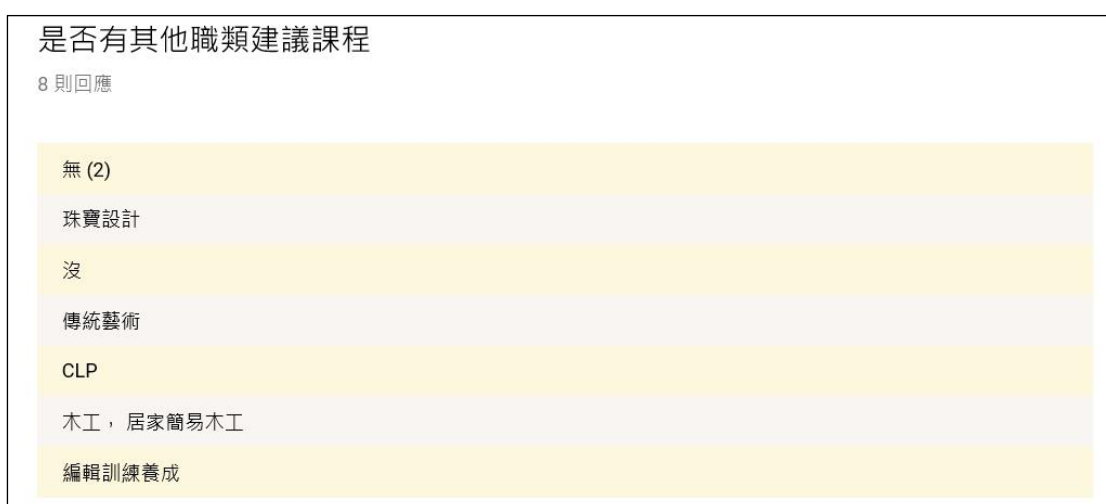 是否有其他職類建議課程
8 則回應
無 (2)
珠寶設計
沒
傳統藝術
CLP
木工， 居家簡易木工
編輯訓練養成